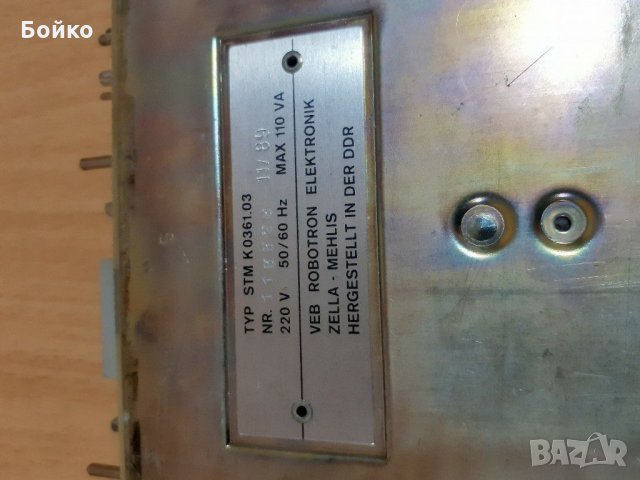 Бойко
TYP STM K0361.03
NR. 11/89
220 V 50/60 Hz MAX 110 VA
VEB ROBOTRON ELEKTRONIK
ZELLA - MEHLIS
HERGESTELLT IN DER DDR
BAZAR